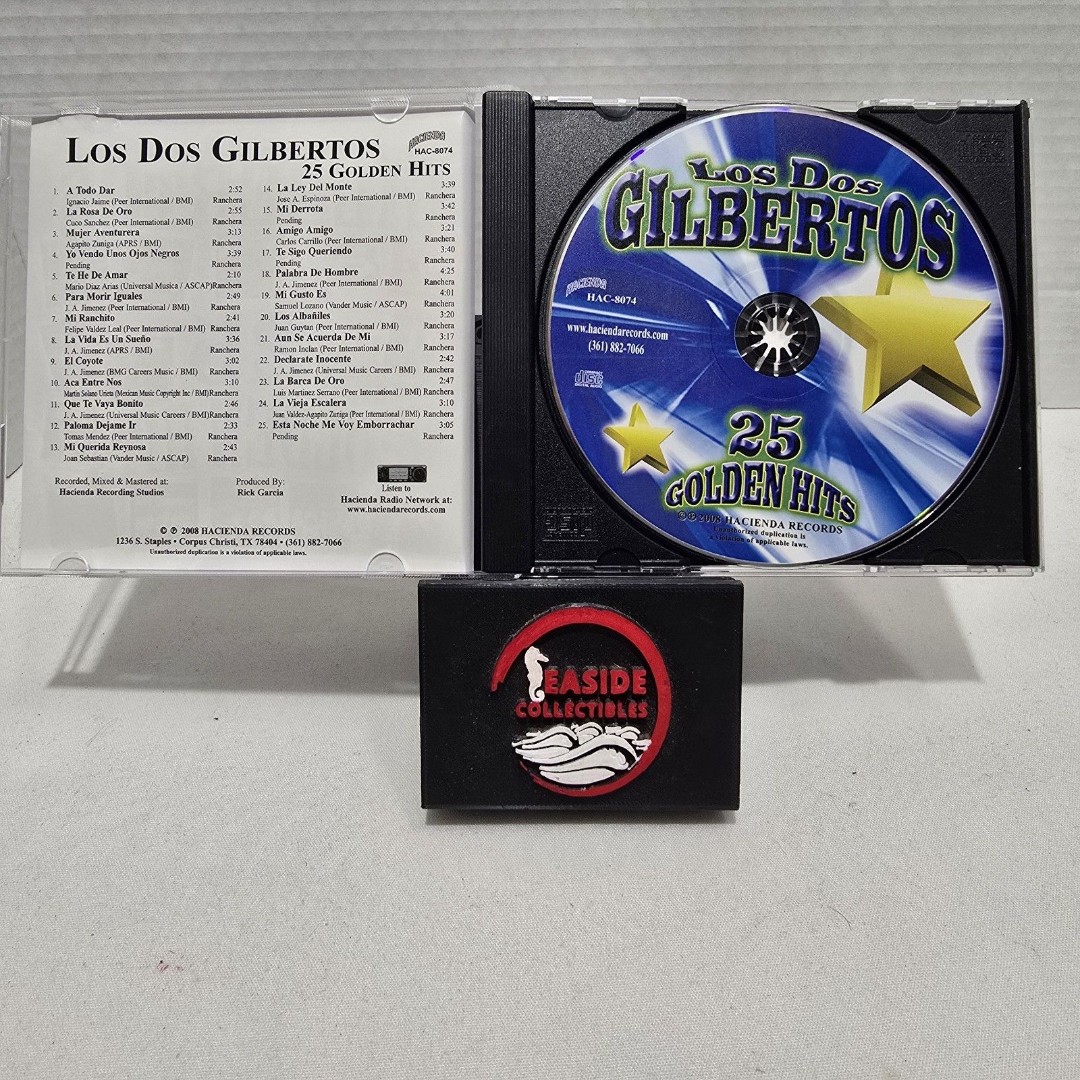 LOS DOS GILBERTOS
HACIENDA
HAC-8074
25 GOLDEN HITS
1. A Todo Dar 2:52
Ignacio Jaime (Peer International / BMI) Ranchera
2. La Rosa De Oro 2:55
Cuco Sanchez (Peer International / BMI) Ranchera
3. Mujer Aventurera 3:13
Agapito Zuniga (APRS / BMI) Ranchera
4. Yo Vendo Unos Ojos Negros 3:39
Pending Ranchera
5. Te He De Amar 2:10
Mario Diaz Arias (Universal Musica / ASCAP) Ranchera
6. Para Morir Iguales 2:49
J. A. Jimenez (Peer International / BMI) Ranchera
7. Mi Ranchito 2:41
Felipe Valdez Leal (Peer International / BMI) Ranchera
8. La Vida Es Un Sueño 3:36
J. A. Jimenez (APRS / BMI) Ranchera
9. El Coyote 3:02
J. A. Jimenez (BMG Careers Music / BMI) Ranchera
10. Aca Entre Nos 3:10
Martin Solano Urieta (Mexican Music Copyright Inc / BMI) Ranchera
11. Que Te Vaya Bonito 2:46
J. A. Jimenez (Universal Music Careers / BMI) Ranchera
12. Paloma Dejame Ir 2:33
Tomas Mendez (Peer International / BMI) Ranchera
13. Mi Querida Reynosa 2:43
Joan Sebastian (Vander Music / ASCAP) Ranchera
14. La Ley Del Monte 3:39
Jose A. Espinoza (Peer International / BMI) Ranchera
15. Mi Derrota 3:42
Pending Ranchera
16. Amigo Amigo 3:21
Carlos Carrillo (Peer International / BMI) Ranchera
17. Te Sigo Queriendo 3:40
Pending Ranchera
18. Palabra De Hombre 4:25
J. A. Jimenez (Peer International / BMI) Ranchera
19. Mi Gusto Es 4:01
Samuel Lozano (Vander Music / ASCAP) Ranchera
20. Los Albañiles 3:20
Juan Guytan (Peer International / BMI) Ranchera
21. Aun Se Acuerda De Mi 3:17
Ramon Inclan (Peer International / BMI) Ranchera
22. Declarate Inocente 2:42
J. A. Jimenez (Universal Music Careers / BMI) Ranchera
23. La Barca De Oro 2:47
Luis Martinez Serrano (Peer International / BMI) Ranchera
24. La Vieja Escalera 3:10
Juan Valdez-Agapito Zuniga (Peer International / BMI) Ranchera
25. Esta Noche Me Voy Emborrachar 3:05
Pending Ranchera
Recorded, Mixed & Mastered at:
Hacienda Recording Studios
Produced By:
Rick Garcia
Listen to
Hacienda Radio Network at:
www.haciendarecords.com
© ℗ 2008 HACIENDA RECORDS
1236 S. Staples • Corpus Christi, TX 78404 • (361) 882-7066
Unauthorized duplication is a violation of applicable laws.
LOS DOS
GILBERTOS
HACIENDA
HAC-8074
www.haciendarecords.com
(361) 882-7066
COMPACT
disc
DIGITAL AUDIO
25
GOLDEN HITS
© ℗ 2008 HACIENDA RECORDS
Unauthorized duplication is
a violation of applicable laws.
EASIDE
COLLECTIBLES